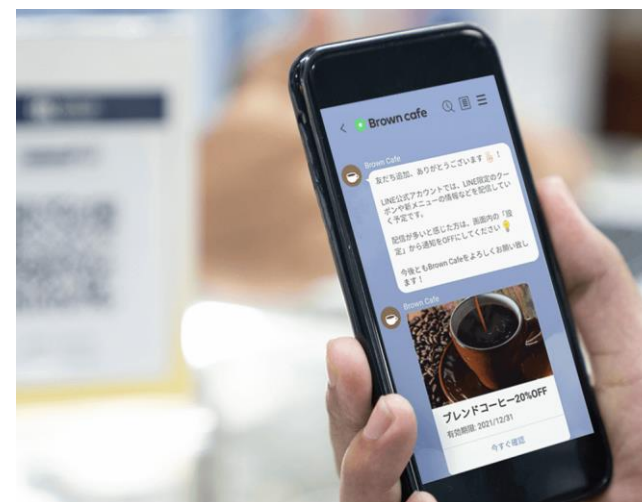 Brown cafe
Brown Cafe
友だち追加、ありがとうございます👏🏻！
LINE公式アカウントでは、LINE限定のクー
ポンや新メニューの情報などを配信してい
く予定です。
配信が多いと感じた方は、画面内の「設
定」から通知をOFFにしてください💡
今後ともBrown Cafeをよろしくお願い致し
ます！
Brown Cafe
ブレンドコーヒー20%OFF
有効期限: 2021/12/31
今すぐ確認